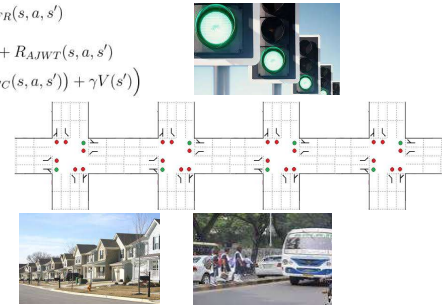 R(s, a, s′)
+ R_{AJWT}(s, a, s′)
C(s, a, s′)) + γV(s′))